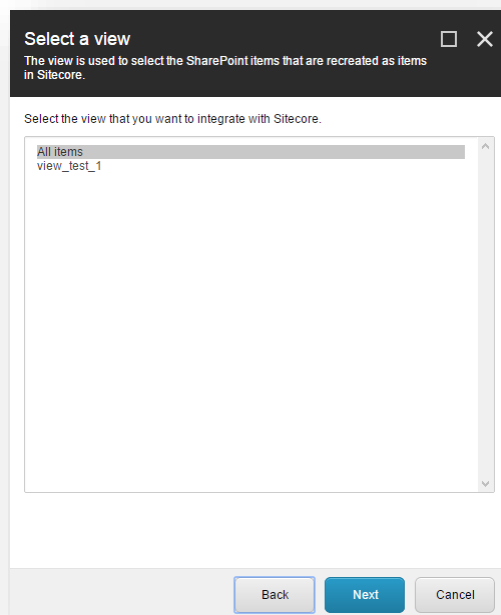 Select a view
The view is used to select the SharePoint items that are recreated as items
in Sitecore.
Select the view that you want to integrate with Sitecore.
All items
view_test_1
Back
Next
Cancel